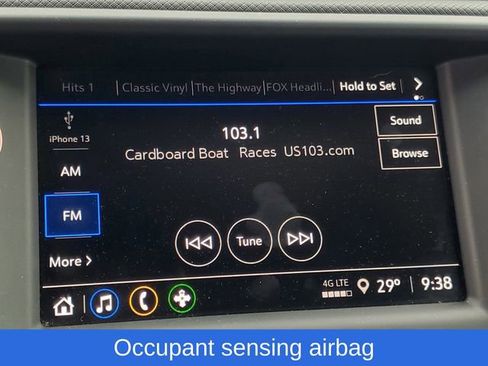 Hits 1 Classic Vinyl The Highway FOX Headli... Hold to Set
iPhone 13
103.1
Sound
Cardboard Boat Races US103.com
Browse
AM
FM
Tune
More
4G LTE
29° 9:38
Occupant sensing airbag